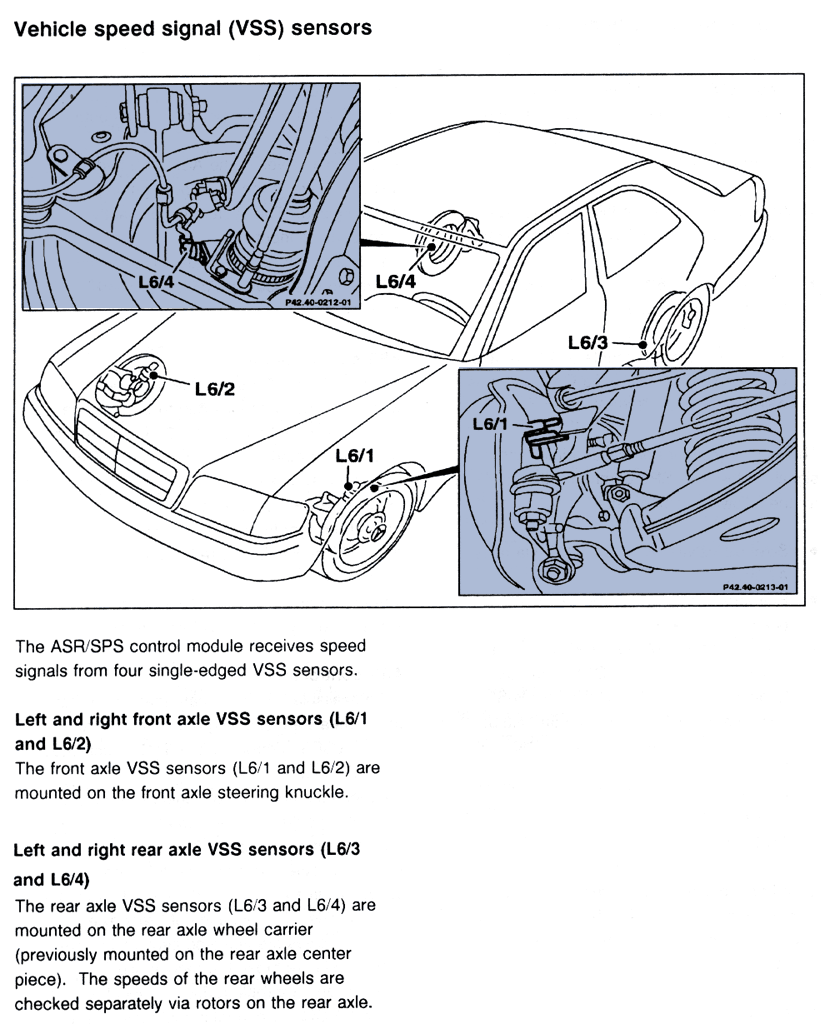 Vehicle speed signal (VSS) sensors
L6/4
P42.40-0212-01
L6/4
L6/3
L6/2
L6/1
L6/1
P42.40-0213-01
The ASR/SPS control module receives speed
signals from four single-edged VSS sensors.
Left and right front axle VSS sensors (L6/1
and L6/2)
The front axle VSS sensors (L6/1 and L6/2) are
mounted on the front axle steering knuckle.
Left and right rear axle VSS sensors (L6/3
and L6/4)
The rear axle VSS sensors (L6/3 and L6/4) are
mounted on the rear axle wheel carrier
(previously mounted on the rear axle center
piece). The speeds of the rear wheels are
checked separately via rotors on the rear axle.